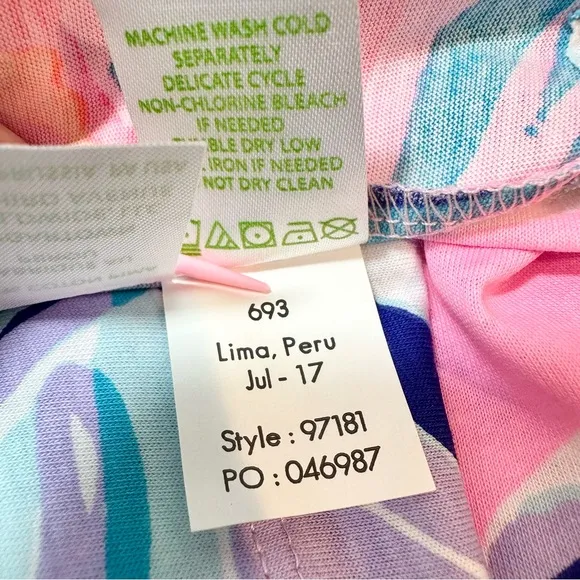 MACHINE WASH COLD
SEPARATELY
DELICATE CYCLE
NON-CHLORINE BLEACH
IF NEEDED
DRY LOW
IRON IF NEEDED
NOT DRY CLEAN
693
Lima, Peru
Jul - 17
Style : 97181
PO : 046987